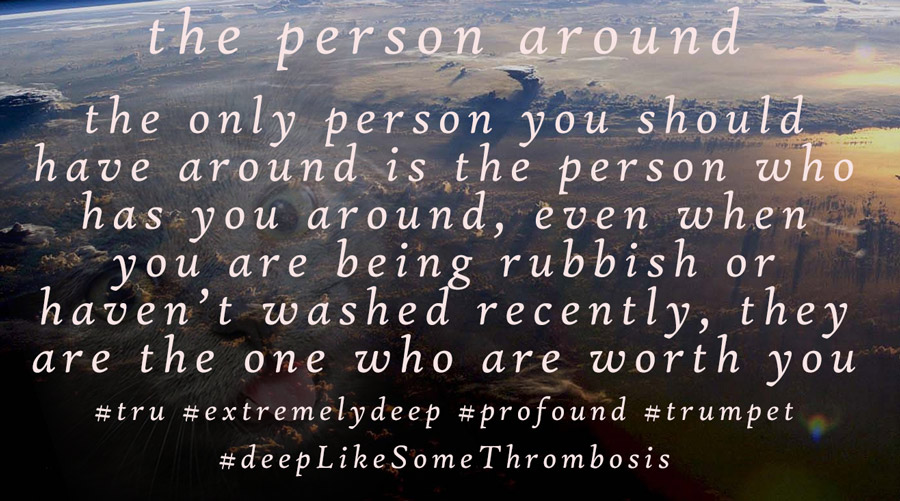 the person around
the only person you should
have around is the person who
has you around, even when
you are being rubbish or
haven’t washed recently, they
are the one who are worth you
#tru #extremelydeep #profound #trumpet
#deepLikeSomeThrombosis